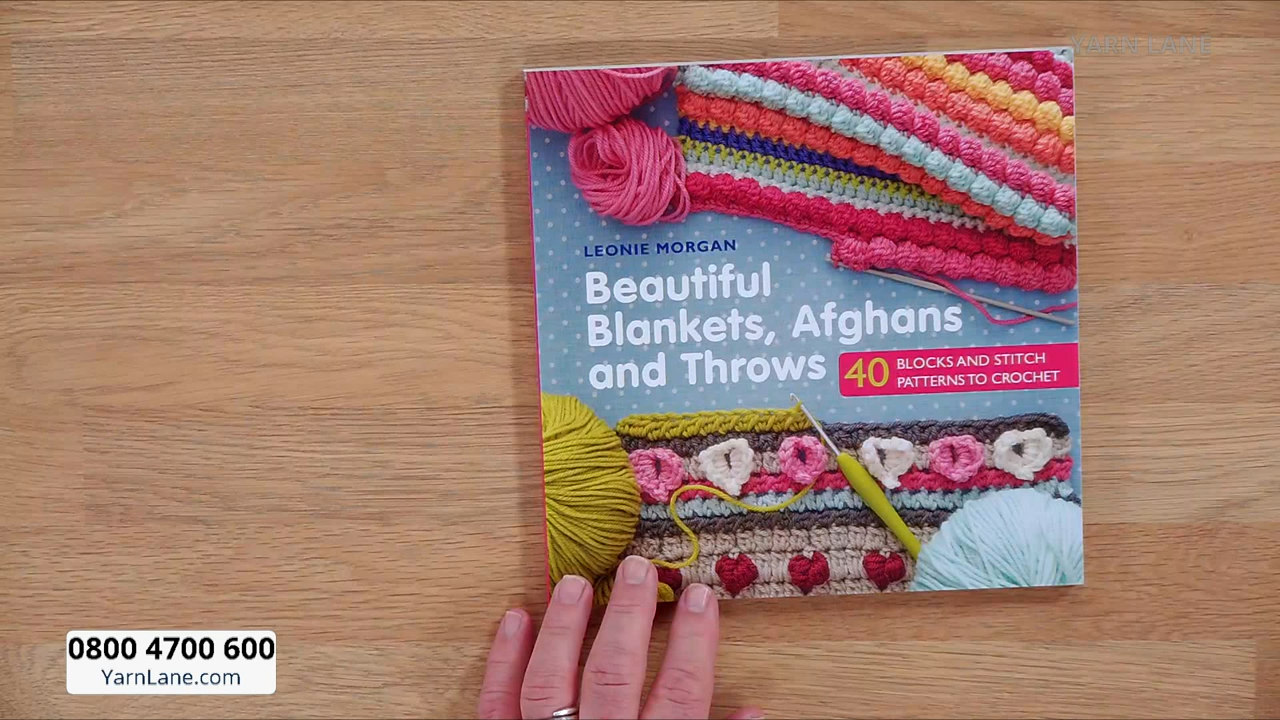 YARN LANE
LEONIE MORGAN
Beautiful
Blankets, Afghans
and Throws
40 BLOCKS AND STITCH
PATTERNS TO CROCHET
0800 4700 600
YarnLane.com